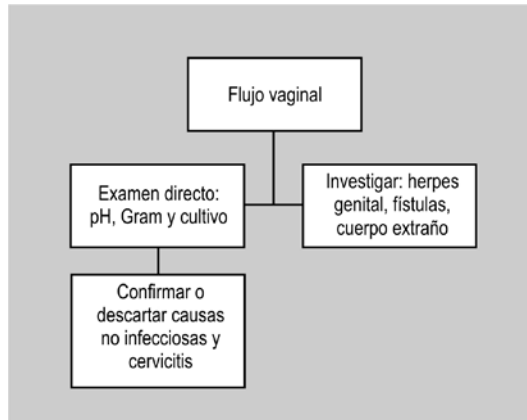 Flujo vaginal
Examen directo:
pH, Gram y cultivo
Investigar: herpes
genital, fístulas,
cuerpo extraño
Confirmar o
descartar causas
no infecciosas y
cervicitis